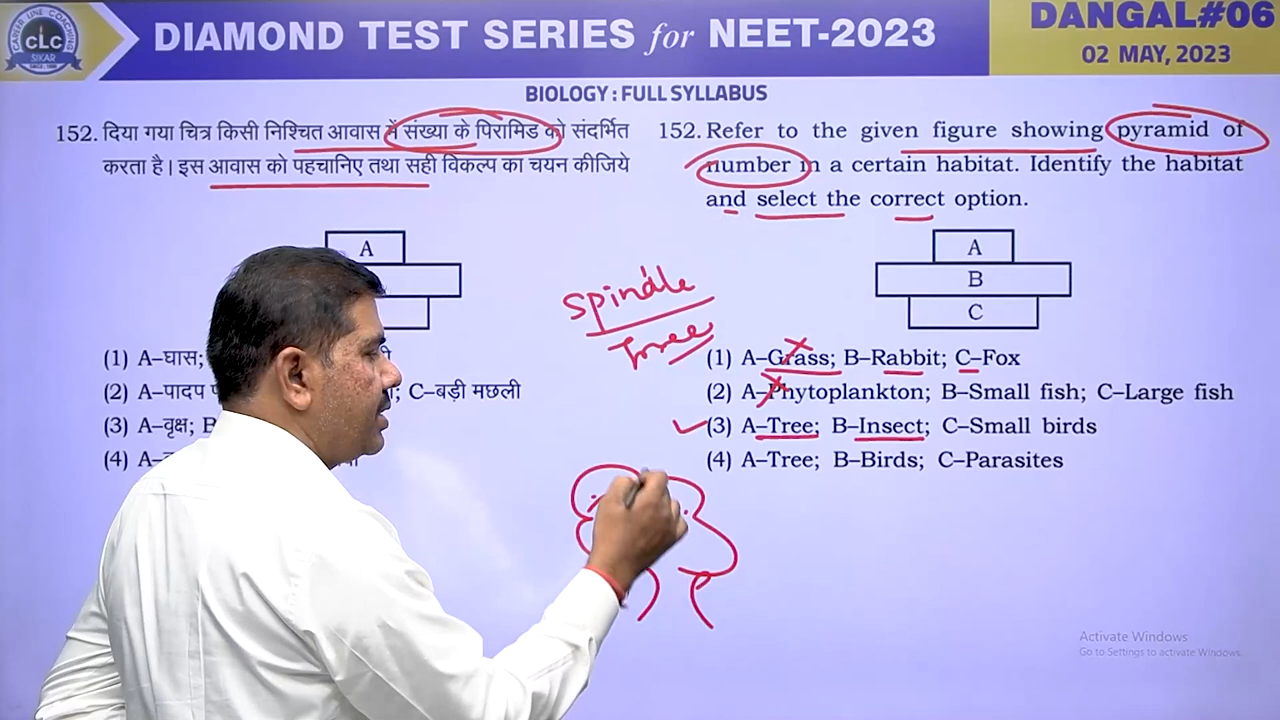 CAREER LINE COACHING
CLC
SIKAR
DIAMOND TEST SERIES for NEET-2023
DANGAL#06
02 MAY, 2023
BIOLOGY : FULL SYLLABUS
152. दिया गया चित्र किसी निश्चित आवास में संख्या के पिरामिड को संदर्भित
करता है। इस आवास को पहचानिए तथा सही विकल्प का चयन कीजिये
A
(1) A–घास;
(2) A–पादप C–बड़ी मछली
(3) A–वृक्ष; B
(4) A–
152. Refer to the given figure showing pyramid of
number in a certain habitat. Identify the habitat
and select the correct option.
A
B
C
(1) A–Grass; B–Rabbit; C–Fox
(2) A–Phytoplankton; B–Small fish; C–Large fish
(3) A–Tree; B–Insect; C–Small birds
(4) A–Tree; B–Birds; C–Parasites
Spindle
Tree
Activate Windows
Go to Settings to activate Windows.